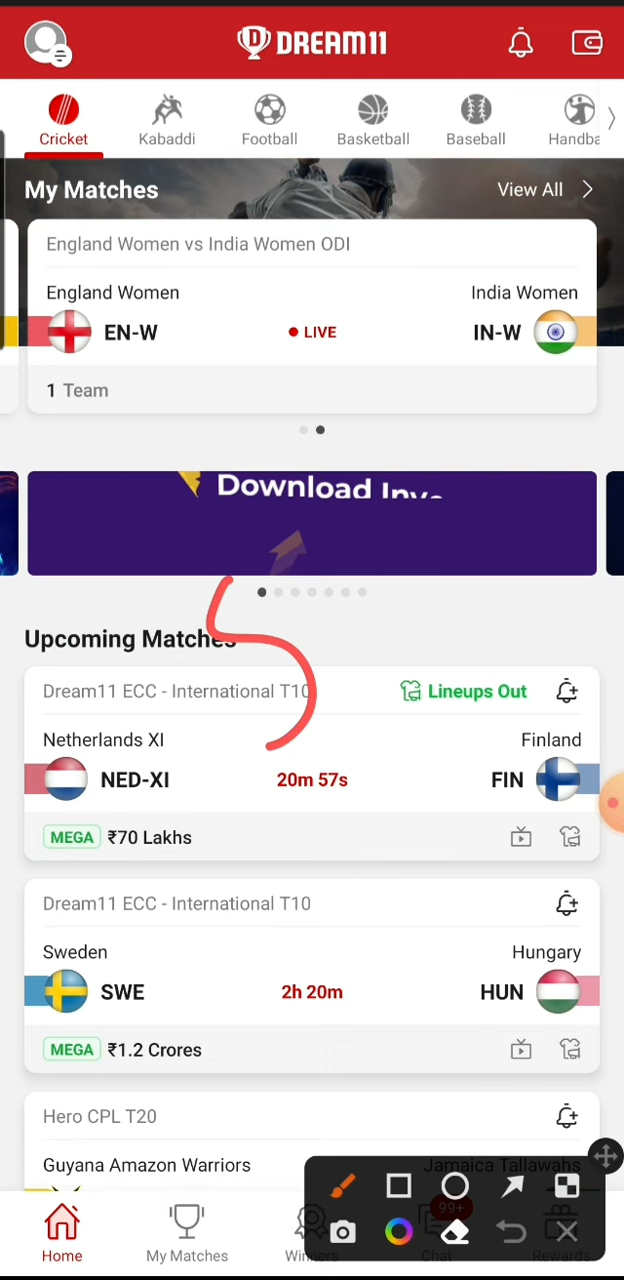 DREAM11
Cricket Kabaddi Football Basketball Baseball Handba
My Matches View All
England Women vs India Women ODI
England Women India Women
EN-W LIVE IN-W
1 Team
Download
Upcoming Matches
Dream11 ECC - International T10 Lineups Out
Netherlands XI Finland
NED-XI 20m 57s FIN
MEGA ₹70 Lakhs
Dream11 ECC - International T10
Sweden Hungary
SWE 2h 20m HUN
MEGA ₹1.2 Crores
Hero CPL T20
Guyana Amazon Warriors Jamaica Tallawahs
99+
Home My Matches Winners Chat Rewards